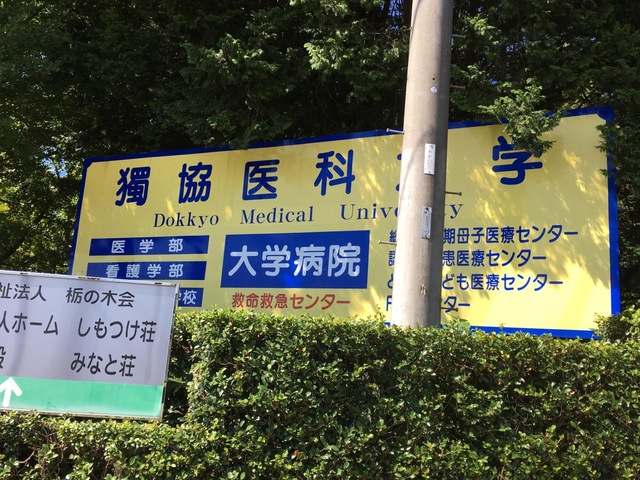 獨協医科 学
Dokkyo Medical University
医学部
看護学部
校
大学病院
救命救急センター
期母子医療センター
患医療センター
ども医療センター
ンター
祉法人 栃の木会
人ホーム しもつけ荘
みなと荘